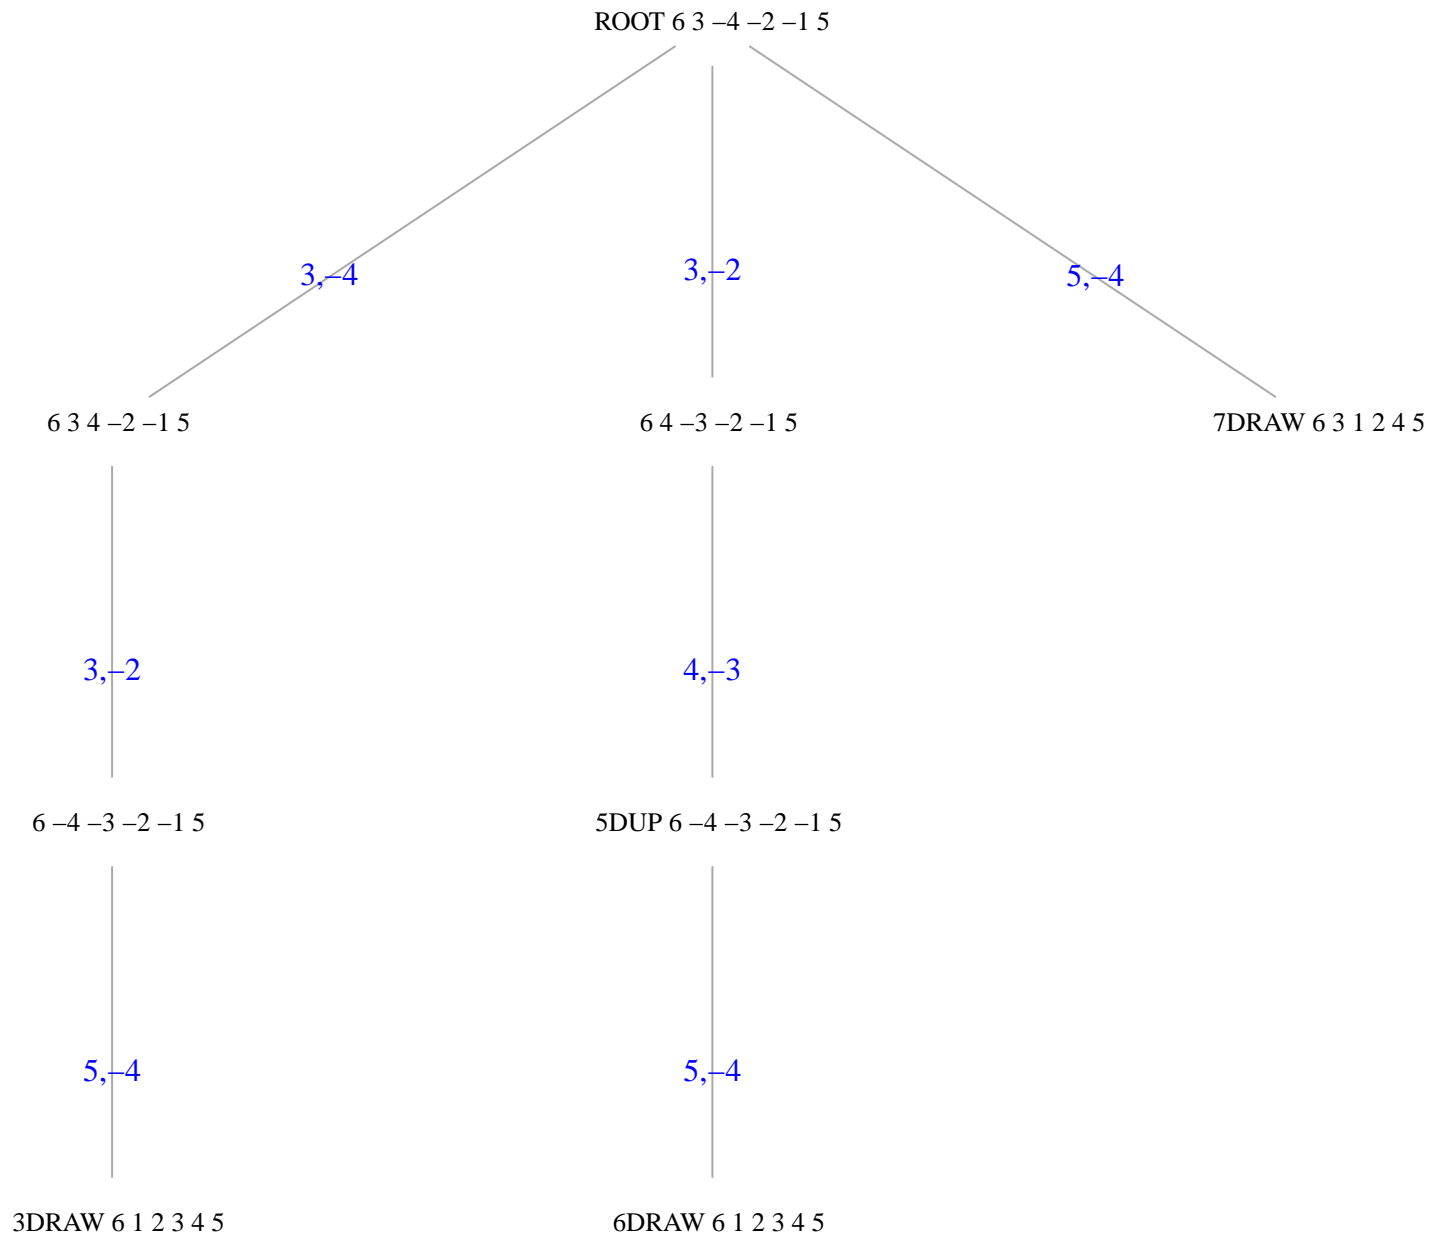 ROOT 6 3 –4 –2 –1 5
3,–4
3,–2
5,–4
6 3 4 –2 –1 5
6 4 –3 –2 –1 5
7DRAW 6 3 1 2 4 5
3,–2
4,–3
6 –4 –3 –2 –1 5
5DUP 6 –4 –3 –2 –1 5
5,–4
5,–4
3DRAW 6 1 2 3 4 5
6DRAW 6 1 2 3 4 5